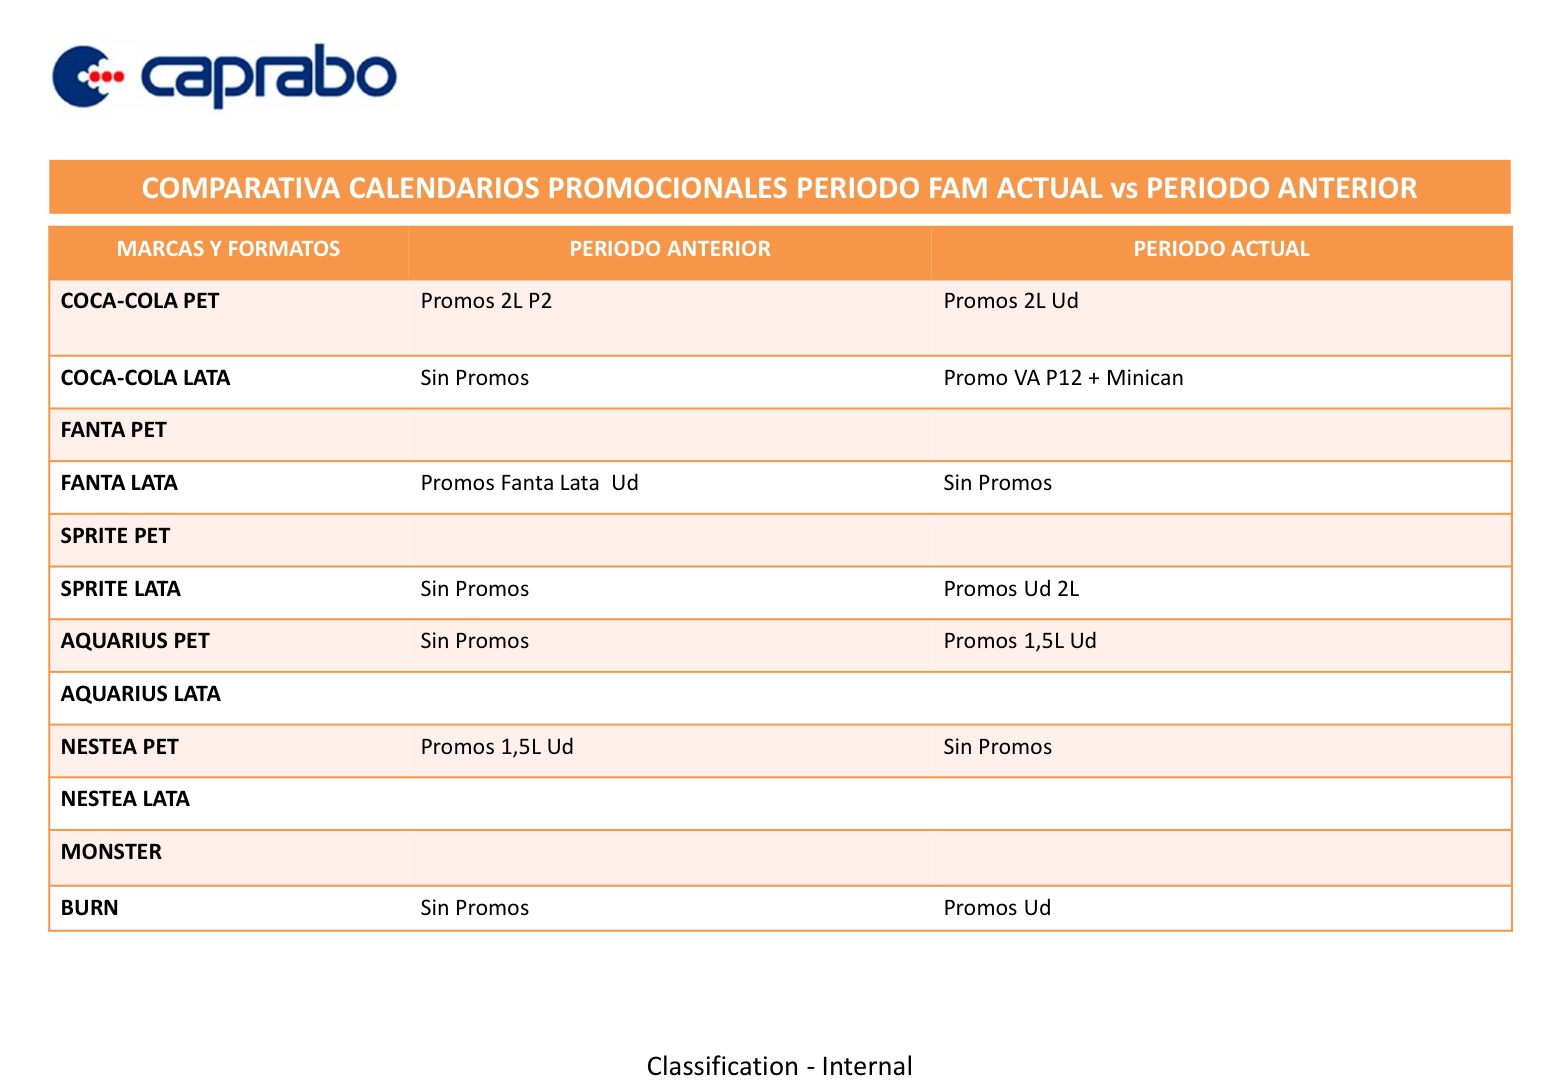 caprabo
COMPARATIVA CALENDARIOS PROMOCIONALES PERIODO FAM ACTUAL vs PERIODO ANTERIOR
MARCAS Y FORMATOS PERIODO ANTERIOR PERIODO ACTUAL
COCA-COLA PET Promos 2L P2 Promos 2L Ud
COCA-COLA LATA Sin Promos Promo VA P12 + Minican
FANTA PET
FANTA LATA Promos Fanta Lata  Ud Sin Promos
SPRITE PET
SPRITE LATA Sin Promos Promos Ud 2L
AQUARIUS PET Sin Promos Promos 1,5L Ud
AQUARIUS LATA
NESTEA PET Promos 1,5L Ud Sin Promos
NESTEA LATA
MONSTER
BURN Sin Promos Promos Ud
Classification - Internal